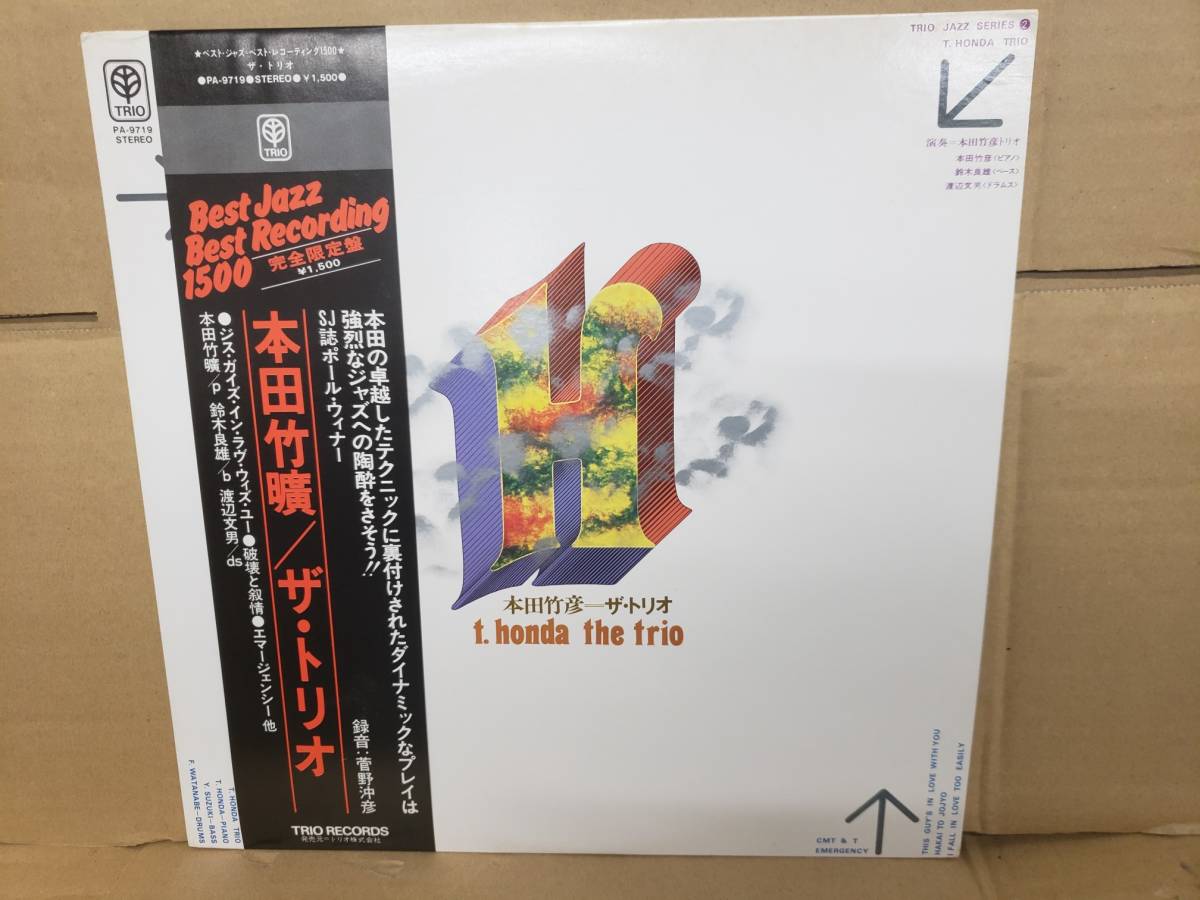 TRIO
PA-9719
STEREO
★ベスト・ジャズ・ベスト・レコーディング1500★
ザ・トリオ
●PA-9719●STEREO●￥1,500●
TRIO
Best Jazz
Best Recording
1500
完全限定盤
¥1,500
本田の卓越したテクニックに裏付けされたダイナミックなプレイは
強烈なジャズへの陶酔をさそう!!
SJ誌ポール・ウィナー
録音:菅野沖彦
本田竹曠/ザ・トリオ
●ジス・ガイズ・イン・ラヴ・ウィズ・ユー●破壊と叙情●エマージェンシー他
本田竹曠/p 鈴木良雄/b 渡辺文男/ds
TRIO RECORDS
発売元=トリオ株式会社
TRIO JAZZ SERIES 2
T. HONDA TRIO
演奏=本田竹彦トリオ
本田竹彦<ピアノ>
鈴木良雄<ベース>
渡辺文男<ドラムス>
H
本田竹彦―ザ・トリオ
t. honda the trio
T. HONDA TRIO
T. HONDA—PIANO
Y. SUZUKI—BASS
F. WATANABE—DRUMS
CMT & T
EMERGENCY
THIS GUY'S IN LOVE WITH YOU
HAKAI TO JOJYO
I FALL IN LOVE TOO EASILY